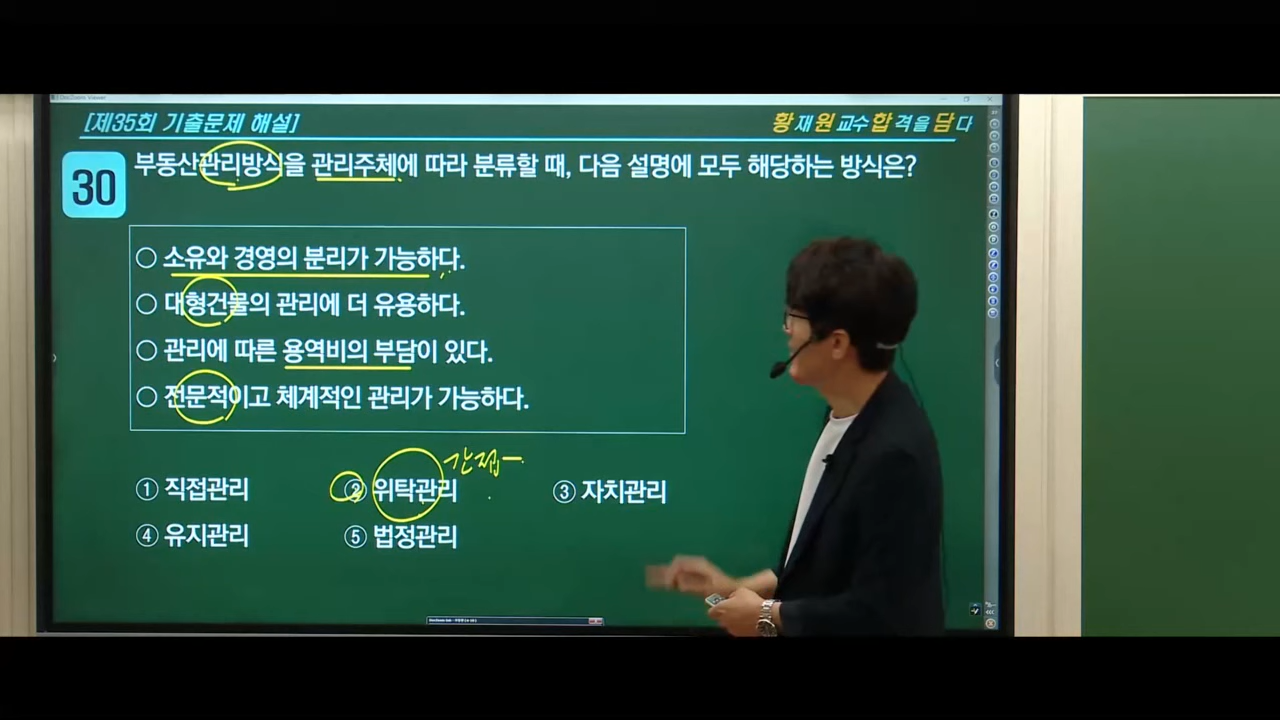 [제35회 기출문제 해설]
황재원 교수 합격을 담다
30
부동산관리방식을 관리주체에 따라 분류할 때, 다음 설명에 모두 해당하는 방식은?
○ 소유와 경영의 분리가 가능하다.
○ 대형건물의 관리에 더 유용하다.
○ 관리에 따른 용역비의 부담이 있다.
○ 전문적이고 체계적인 관리가 가능하다.
간접
① 직접관리 ② 위탁관리 ③ 자치관리
④ 유지관리 ⑤ 법정관리